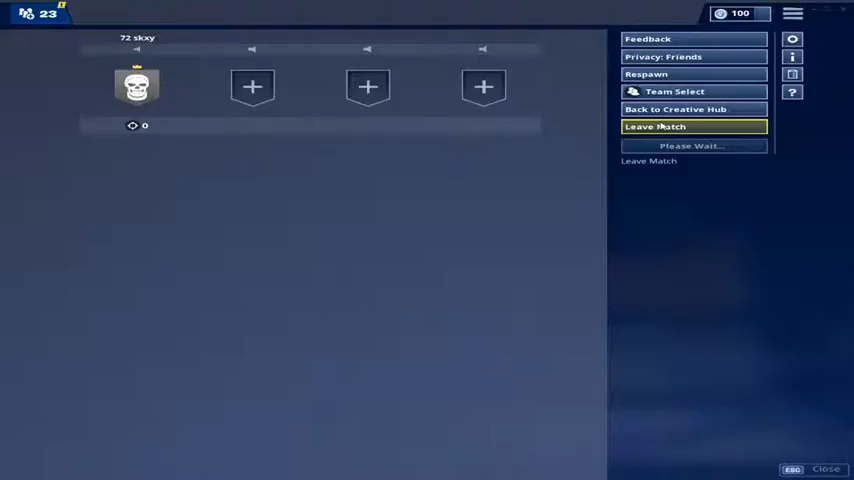 23
100
72 skxy
0
Feedback
Privacy: Friends
Respawn
Team Select
Back to Creative Hub
Leave Match
Please Wait...
Leave Match
ESC Close